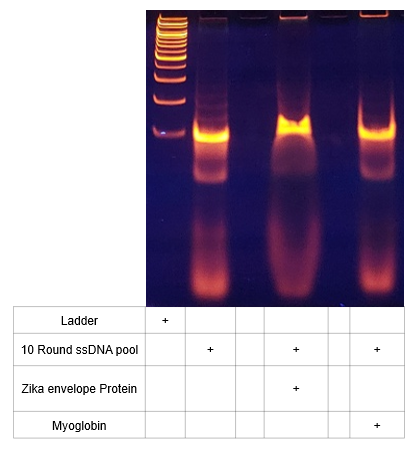 Ladder +
10 Round ssDNA pool + + +
Zika envelope Protein +
Myoglobin +